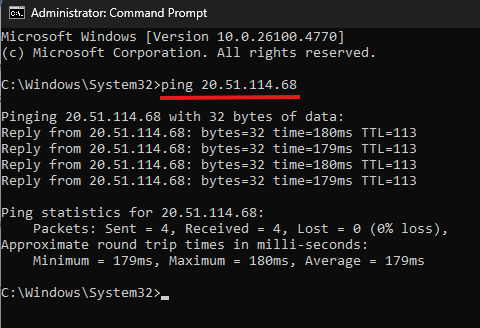 Administrator: Command Prompt
Microsoft Windows [Version 10.0.26100.4770]
(c) Microsoft Corporation. All rights reserved.
C:\Windows\System32>ping 20.51.114.68
Pinging 20.51.114.68 with 32 bytes of data:
Reply from 20.51.114.68: bytes=32 time=180ms TTL=113
Reply from 20.51.114.68: bytes=32 time=179ms TTL=113
Reply from 20.51.114.68: bytes=32 time=180ms TTL=113
Reply from 20.51.114.68: bytes=32 time=179ms TTL=113
Ping statistics for 20.51.114.68:
    Packets: Sent = 4, Received = 4, Lost = 0 (0% loss),
Approximate round trip times in milli-seconds:
    Minimum = 179ms, Maximum = 180ms, Average = 179ms
C:\Windows\System32>